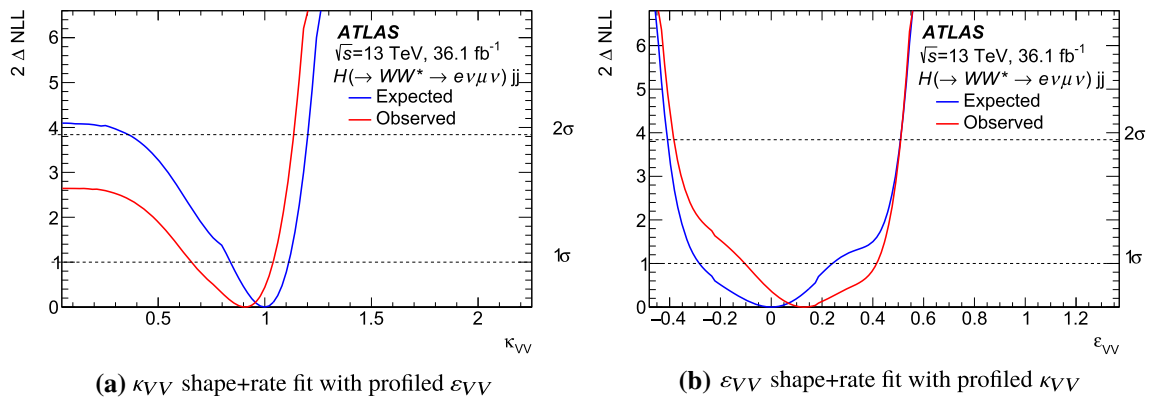 2 Δ NLL
6
5
4
3
2
1
0
ATLAS
√s=13 TeV, 36.1 fb⁻¹
H(→ WW* → eνμν) jj
Expected
Observed
2σ
1σ
0.5
1
1.5
2
κVV
(a) κVV shape+rate fit with profiled εVV
2 Δ NLL
6
5
4
3
2
1
0
ATLAS
√s=13 TeV, 36.1 fb⁻¹
H(→ WW* → eνμν) jj
Expected
Observed
2σ
1σ
−0.4
−0.2
0
0.2
0.4
0.6
0.8
1
1.2
εVV
(b) εVV shape+rate fit with profiled κVV